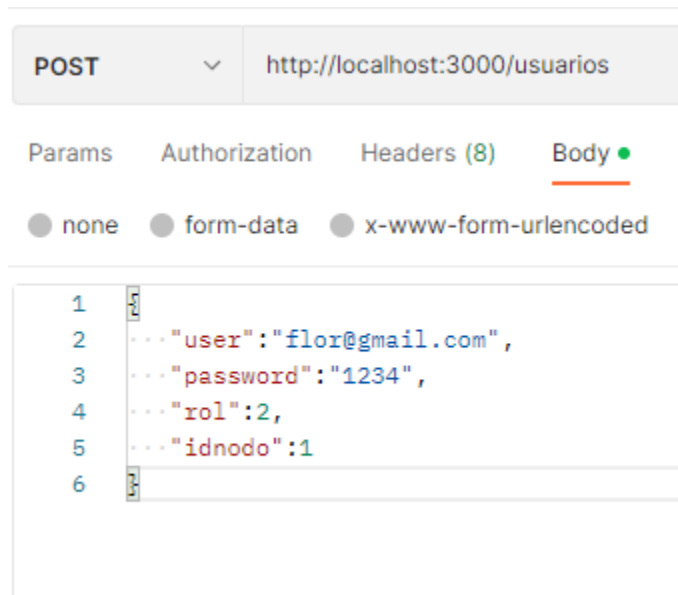 POST http://localhost:3000/usuarios
Params Authorization Headers (8) Body
none form-data x-www-form-urlencoded
1 {
2 "user":"flor@gmail.com",
3 "password":"1234",
4 "rol":2,
5 "idnodo":1
6 }